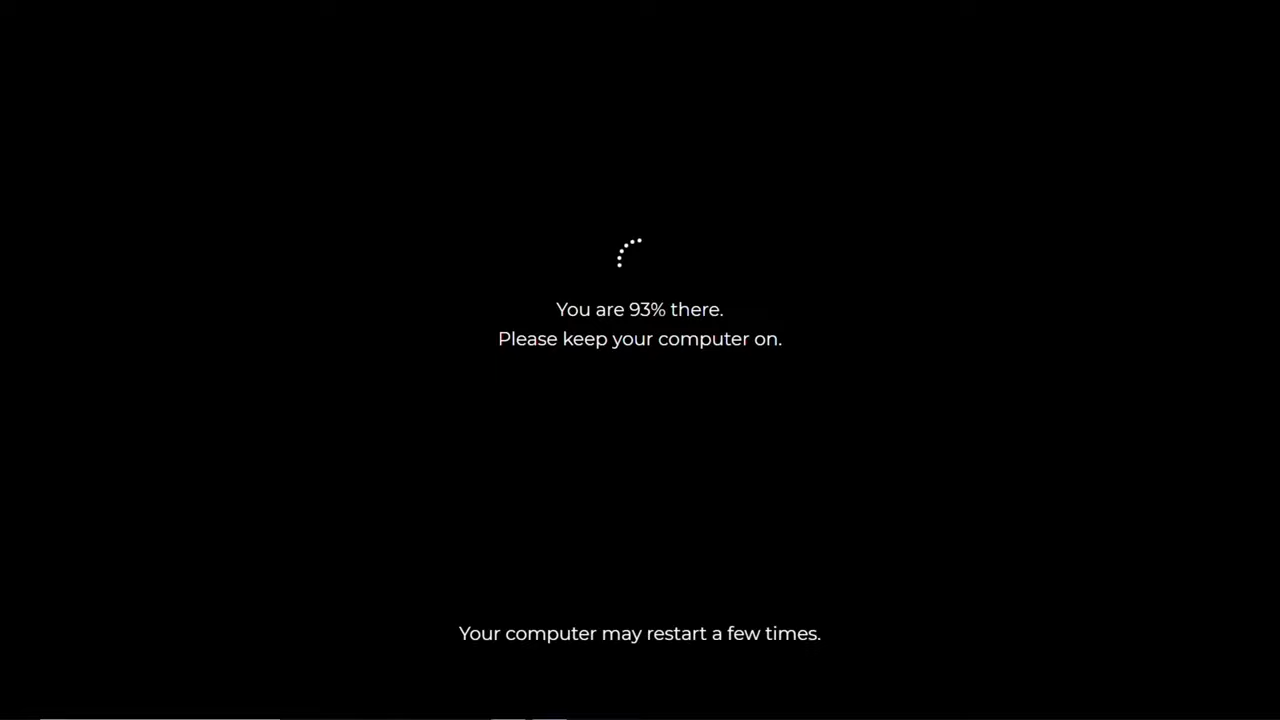 You are 93% there.
Please keep your computer on.
Your computer may restart a few times.